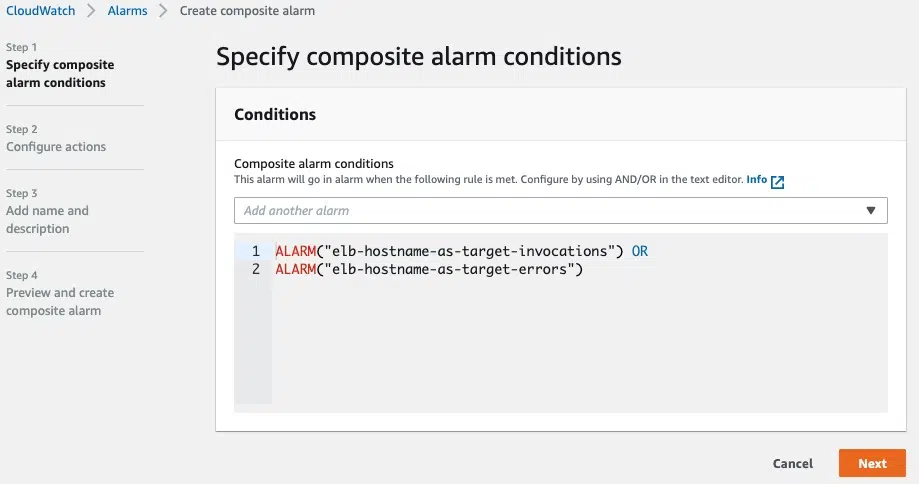 CloudWatch > Alarms > Create composite alarm
Step 1
Specify composite
alarm conditions
Step 2
Configure actions
Step 3
Add name and
description
Step 4
Preview and create
composite alarm
Specify composite alarm conditions
Conditions
Composite alarm conditions
This alarm will go in alarm when the following rule is met. Configure by using AND/OR in the text editor. Info
Add another alarm
1 ALARM("elb-hostname-as-target-invocations") OR
2 ALARM("elb-hostname-as-target-errors")
Cancel Next